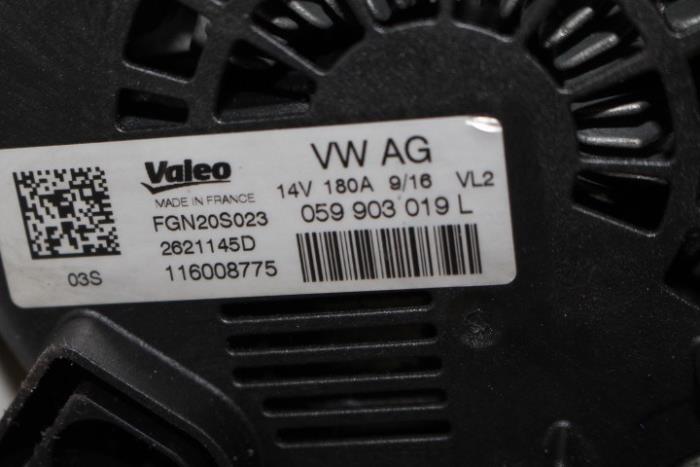 Valeo
MADE IN FRANCE
FGN20S023
2621145D
116008775
03S
VW AG
14V 180A 9/16 VL2
059 903 019 L